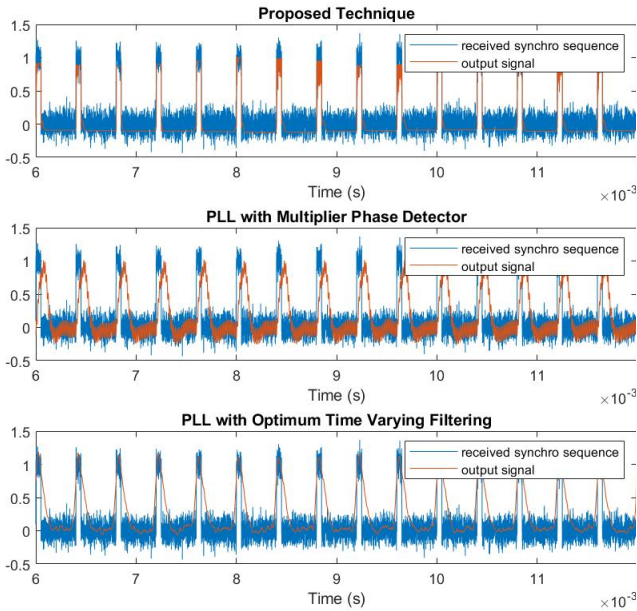 Proposed Technique
1.5
1
0.5
0
-0.5
received synchro sequence
output signal
6 7 8 9 10 11
Time (s)
×10-3
PLL with Multiplier Phase Detector
1.5
1
0.5
0
-0.5
received synchro sequence
output signal
6 7 8 9 10 11
Time (s)
×10-3
PLL with Optimum Time Varying Filtering
1.5
1
0.5
0
-0.5
received synchro sequence
output signal
6 7 8 9 10 11
Time (s)
×10-3